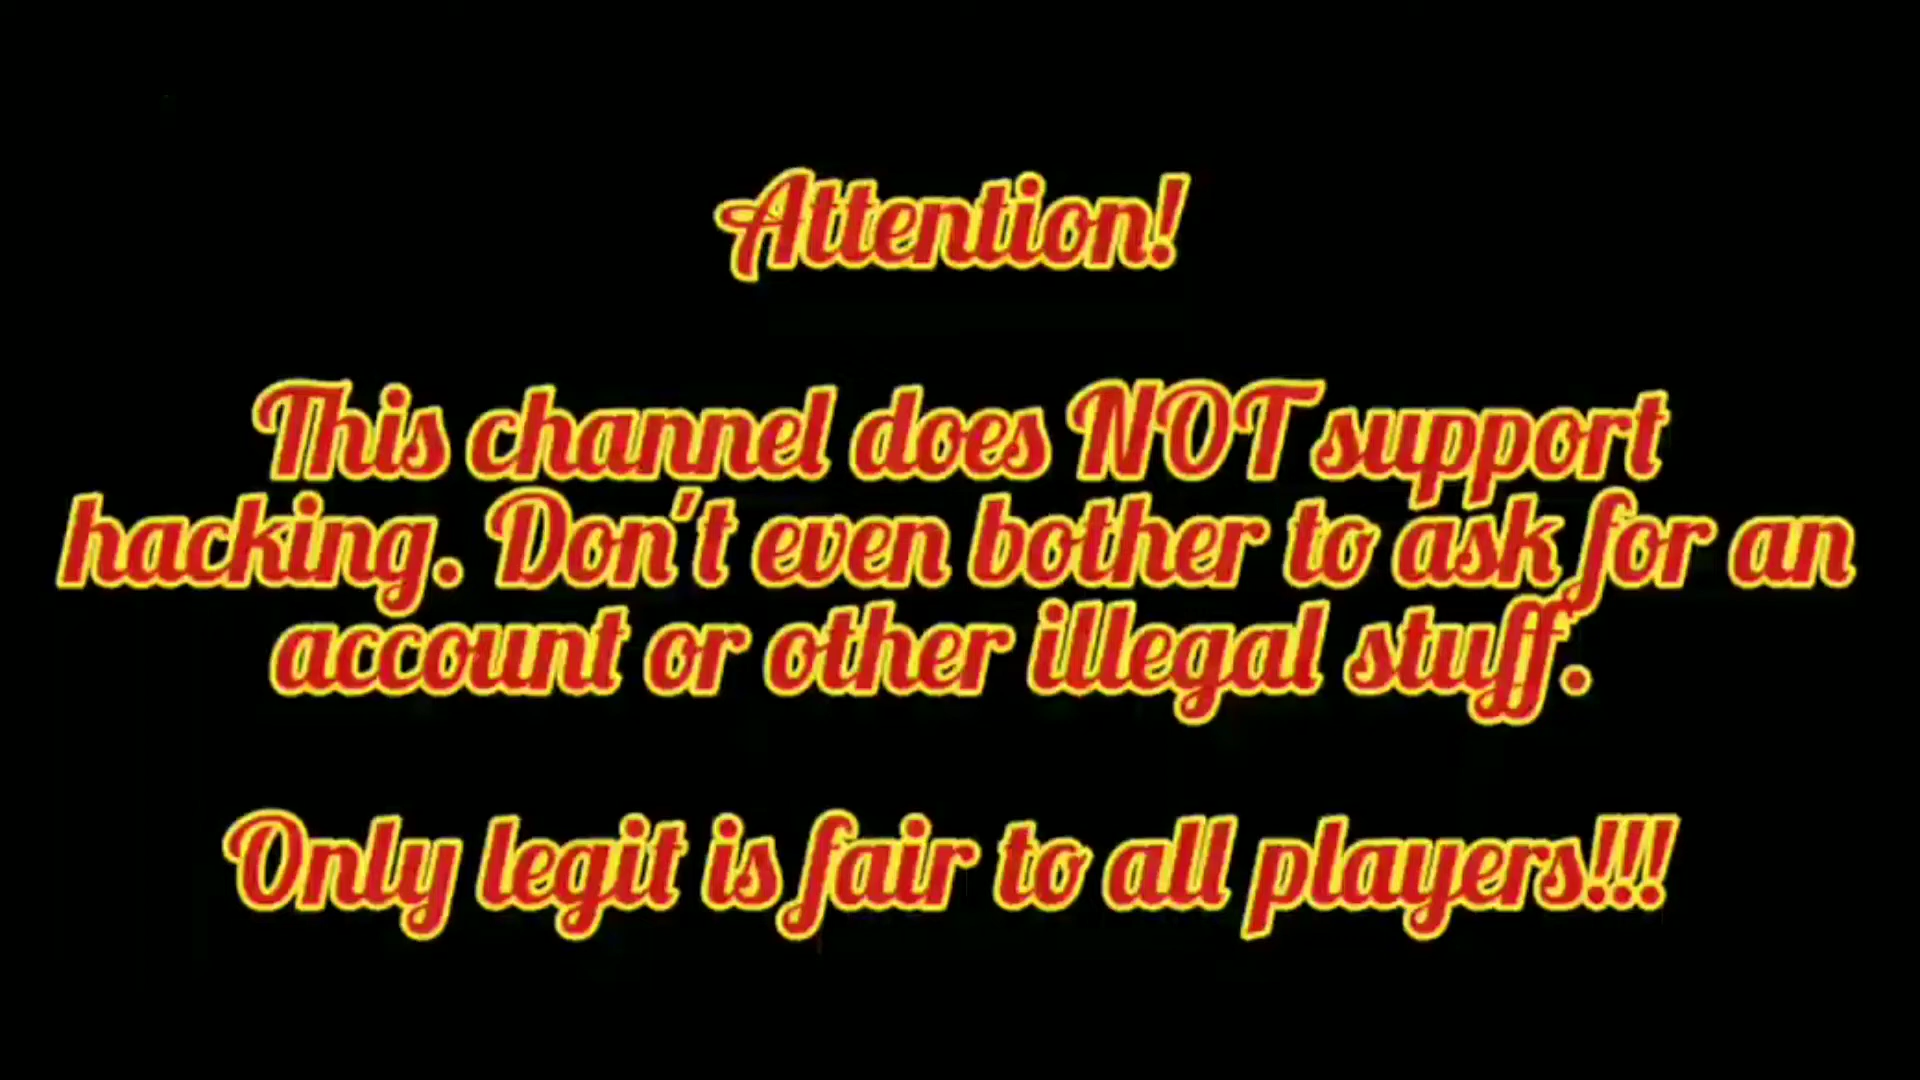 Attention!
This channel does NOT support
hacking. Don't even bother to ask for an
account or other illegal stuff.
Only legit is fair to all players!!!